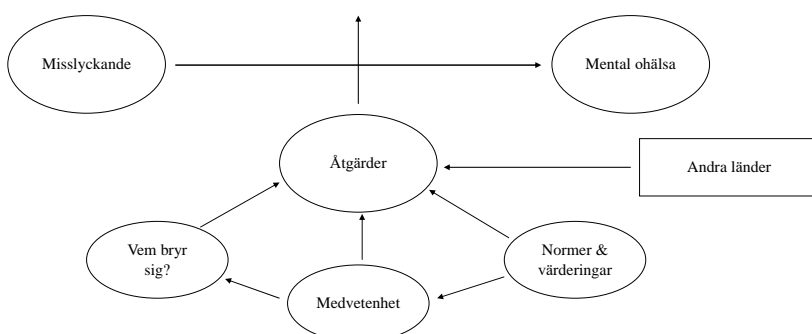 Misslyckande
Mental ohälsa
Åtgärder
Andra länder
Vem bryr
sig?
Normer &
värderingar
Medvetenhet